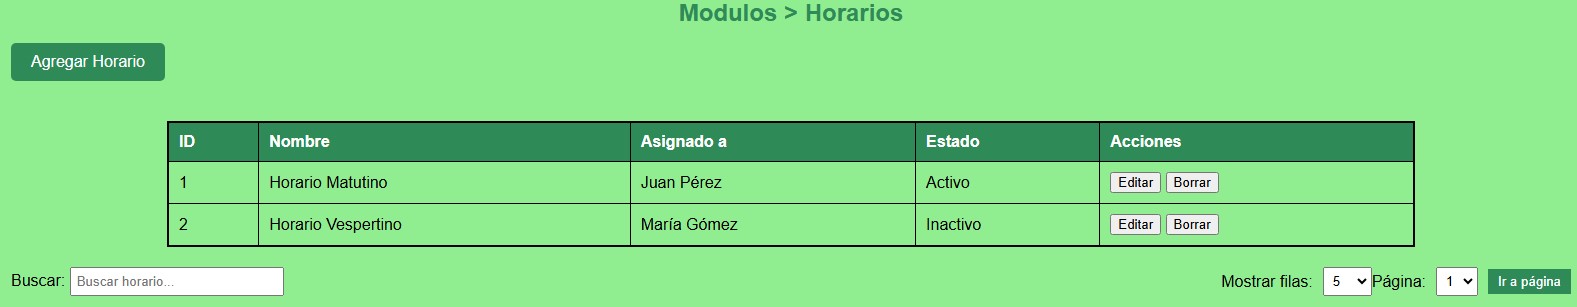 Modulos > Horarios
Agregar Horario
ID Nombre Asignado a Estado Acciones
1 Horario Matutino Juan Pérez Activo Editar Borrar
2 Horario Vespertino María Gómez Inactivo Editar Borrar
Buscar: Buscar horario... Mostrar filas: 5 Página: 1 Ir a página